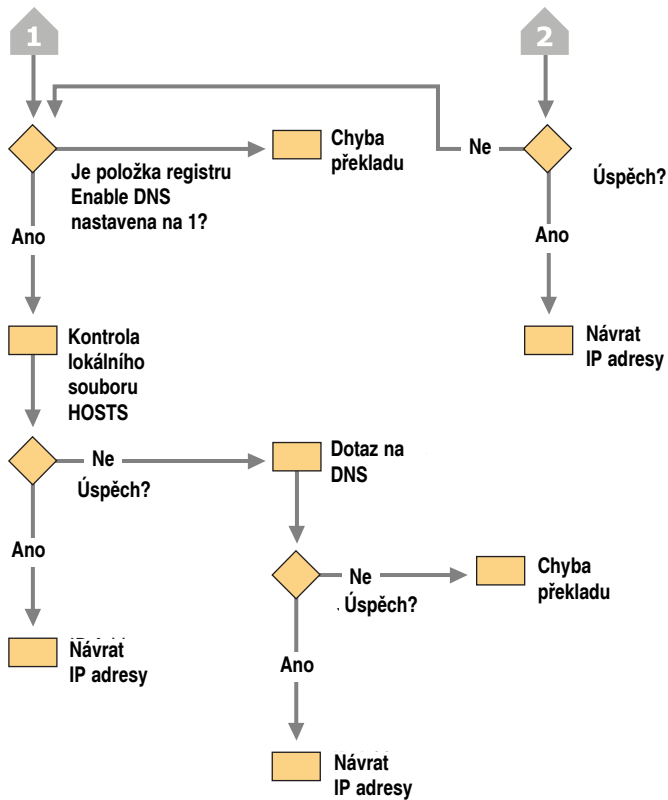 1
2
Je položka registru
Enable DNS
nastavena na 1?
Chyba
překladu
Ne
Úspěch?
Ano
Ano
Návrat
IP adresy
Kontrola
lokálního
souboru
HOSTS
Ne
Úspěch?
Dotaz na
DNS
Ano
Ne
Úspěch?
Chyba
překladu
Návrat
IP adresy
Ano
Návrat
IP adresy